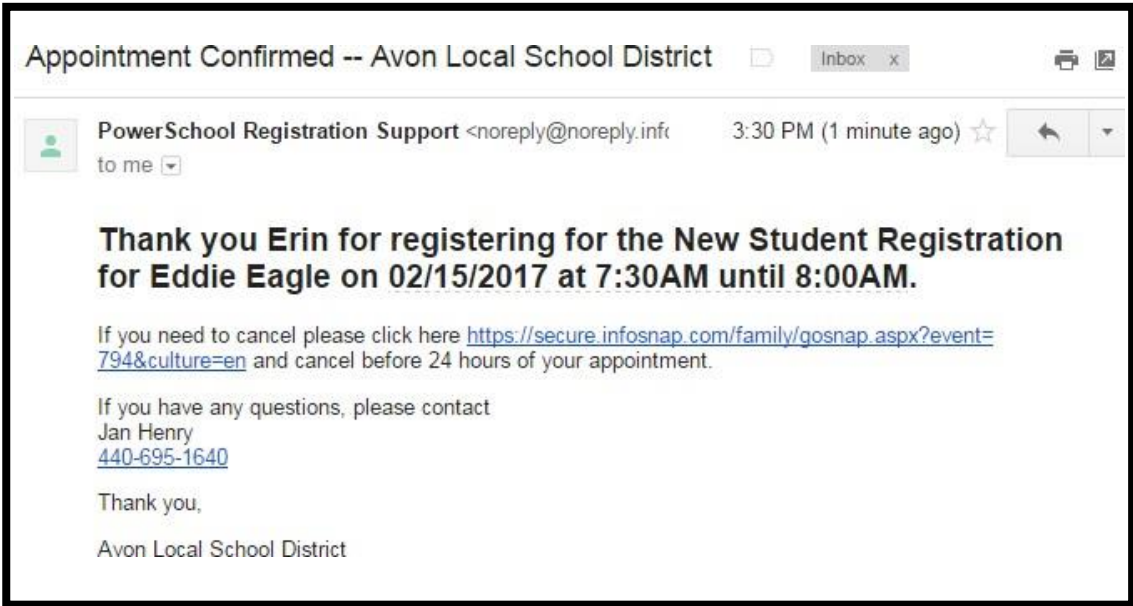 Appointment Confirmed -- Avon Local School District Inbox x
PowerSchool Registration Support <noreply@noreply.info 3:30 PM (1 minute ago)
to me
Thank you Erin for registering for the New Student Registration
for Eddie Eagle on 02/15/2017 at 7:30AM until 8:00AM.
If you need to cancel please click here https://secure.infosnap.com/family/gosnap.aspx?event=
794&culture=en and cancel before 24 hours of your appointment.
If you have any questions, please contact
Jan Henry
440-695-1640
Thank you,
Avon Local School District